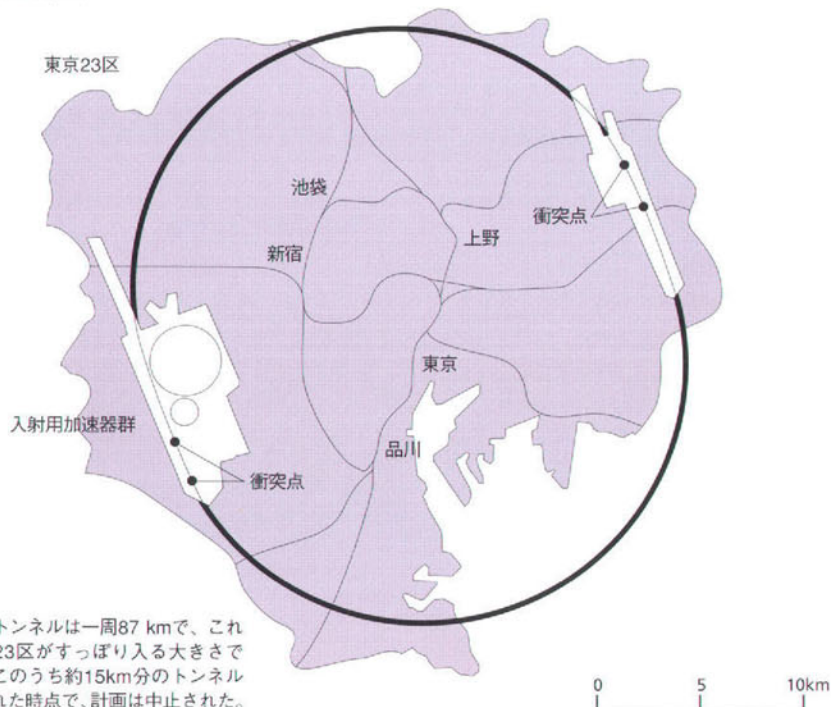 東京23区
池袋
衝突点
上野
新宿
東京
入射用加速器群
品川
衝突点
トンネルは一周87 kmで、これ
23区がすっぽり入る大きさで
このうち約15km分のトンネル
れた時点で、計画は中止された。
0 5 10km